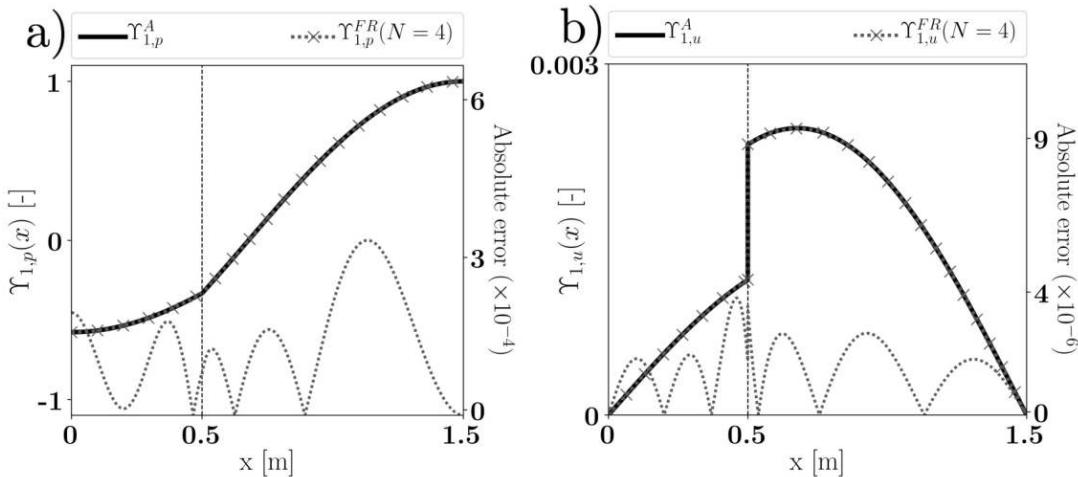 a)
ϒ^A_{1,p}
ϒ^{FR}_{1,p}(N = 4)
1
0
-1
ϒ_{1,p}(x) [-]
6
3
0
Absolute error (×10^{-4})
0
0.5
1.5
x [m]
b)
ϒ^A_{1,u}
ϒ^{FR}_{1,u}(N = 4)
0.003
0
ϒ_{1,u}(x) [-]
9
4
0
Absolute error (×10^{-6})
0
0.5
1.5
x [m]